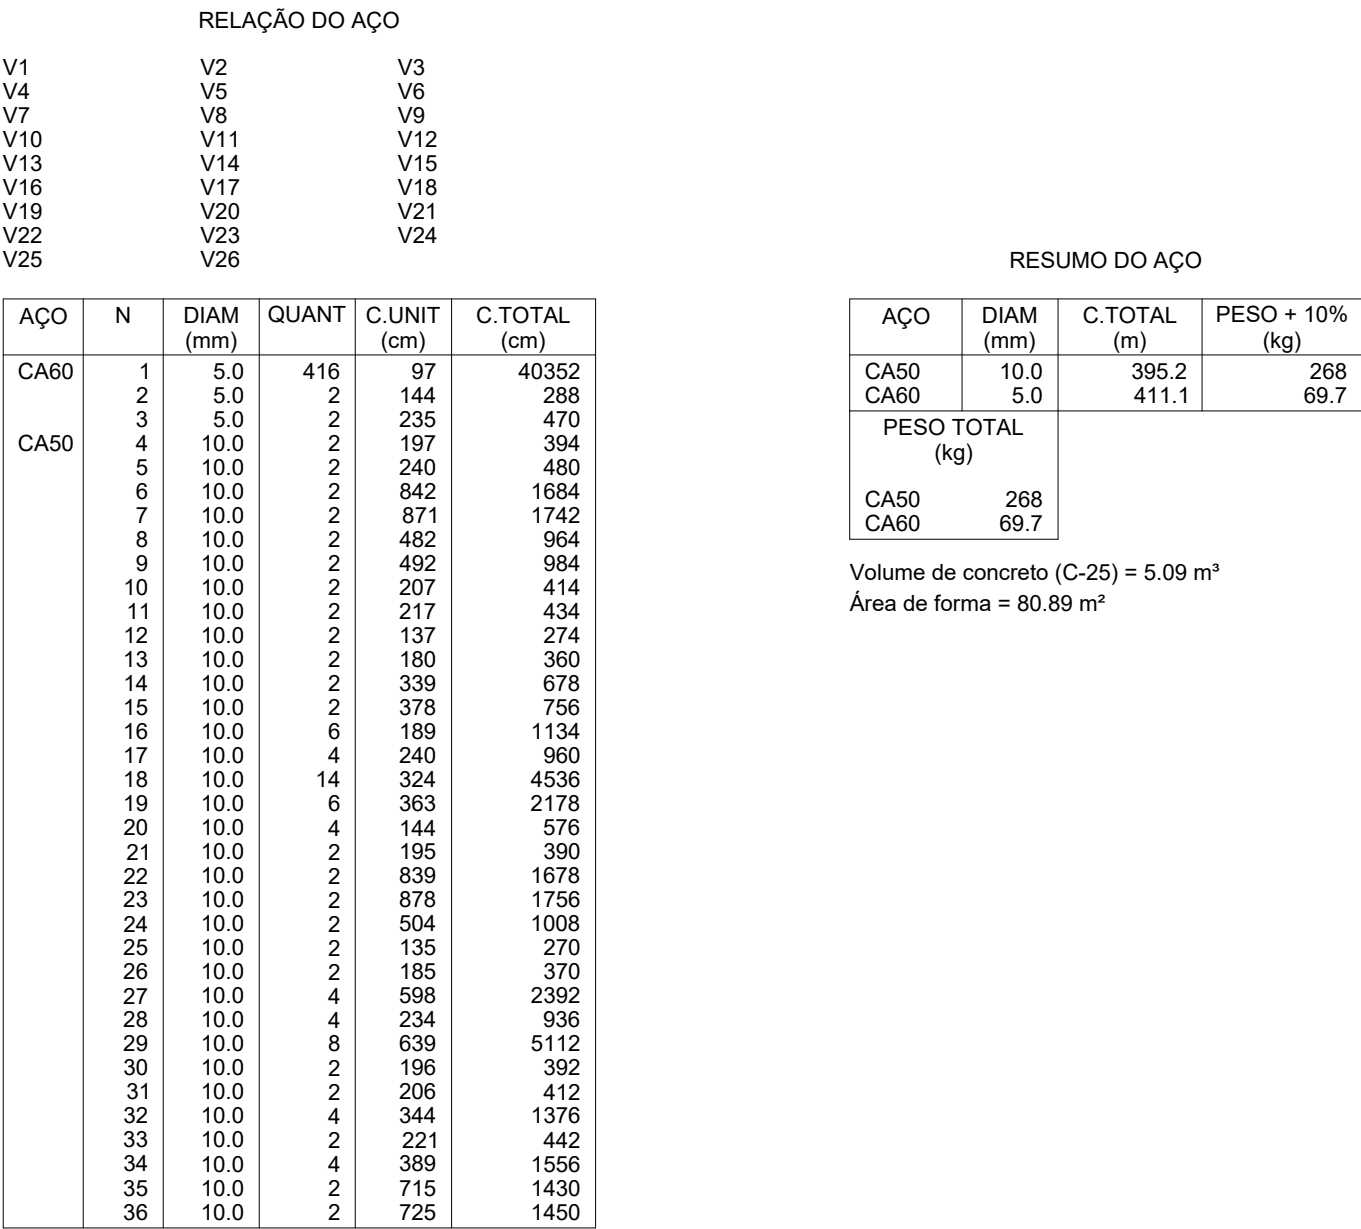 RELAÇÃO DO AÇO
V1 V2 V3
V4 V5 V6
V7 V8 V9
V10 V11 V12
V13 V14 V15
V16 V17 V18
V19 V20 V21
V22 V23 V24
V25 V26
AÇO N DIAM QUANT C.UNIT C.TOTAL
(mm) (cm) (cm)
CA60 1 5.0 416 97 40352
2 5.0 2 144 288
3 5.0 2 235 470
CA50 4 10.0 2 197 394
5 10.0 2 240 480
6 10.0 2 842 1684
7 10.0 2 871 1742
8 10.0 2 482 964
9 10.0 2 492 984
10 10.0 2 207 414
11 10.0 2 217 434
12 10.0 2 137 274
13 10.0 2 180 360
14 10.0 2 339 678
15 10.0 2 378 756
16 10.0 6 189 1134
17 10.0 4 240 960
18 10.0 14 324 4536
19 10.0 6 363 2178
20 10.0 4 144 576
21 10.0 2 195 390
22 10.0 2 839 1678
23 10.0 2 878 1756
24 10.0 2 504 1008
25 10.0 2 135 270
26 10.0 2 185 370
27 10.0 4 598 2392
28 10.0 4 234 936
29 10.0 8 639 5112
30 10.0 2 196 392
31 10.0 2 206 412
32 10.0 4 344 1376
33 10.0 2 221 442
34 10.0 4 389 1556
35 10.0 2 715 1430
36 10.0 2 725 1450
RESUMO DO AÇO
AÇO DIAM C.TOTAL PESO + 10%
(mm) (m) (kg)
CA50 10.0 395.2 268
CA60 5.0 411.1 69.7
PESO TOTAL
(kg)
CA50 268
CA60 69.7
Volume de concreto (C-25) = 5.09 m³
Área de forma = 80.89 m²